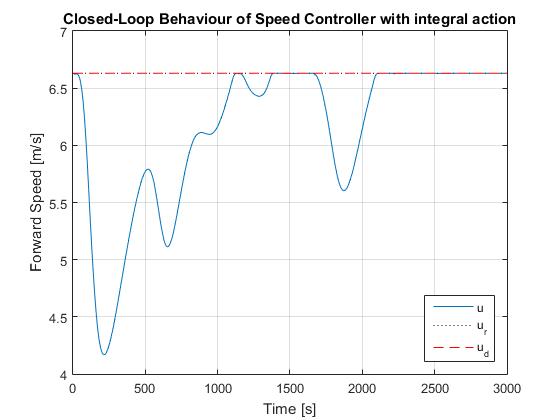 Closed-Loop Behaviour of Speed Controller with integral action
7
6.5
6
5.5
5
4.5
4
Forward Speed [m/s]
0 500 1000 1500 2000 2500 3000
Time [s]
u
u_r
u_d